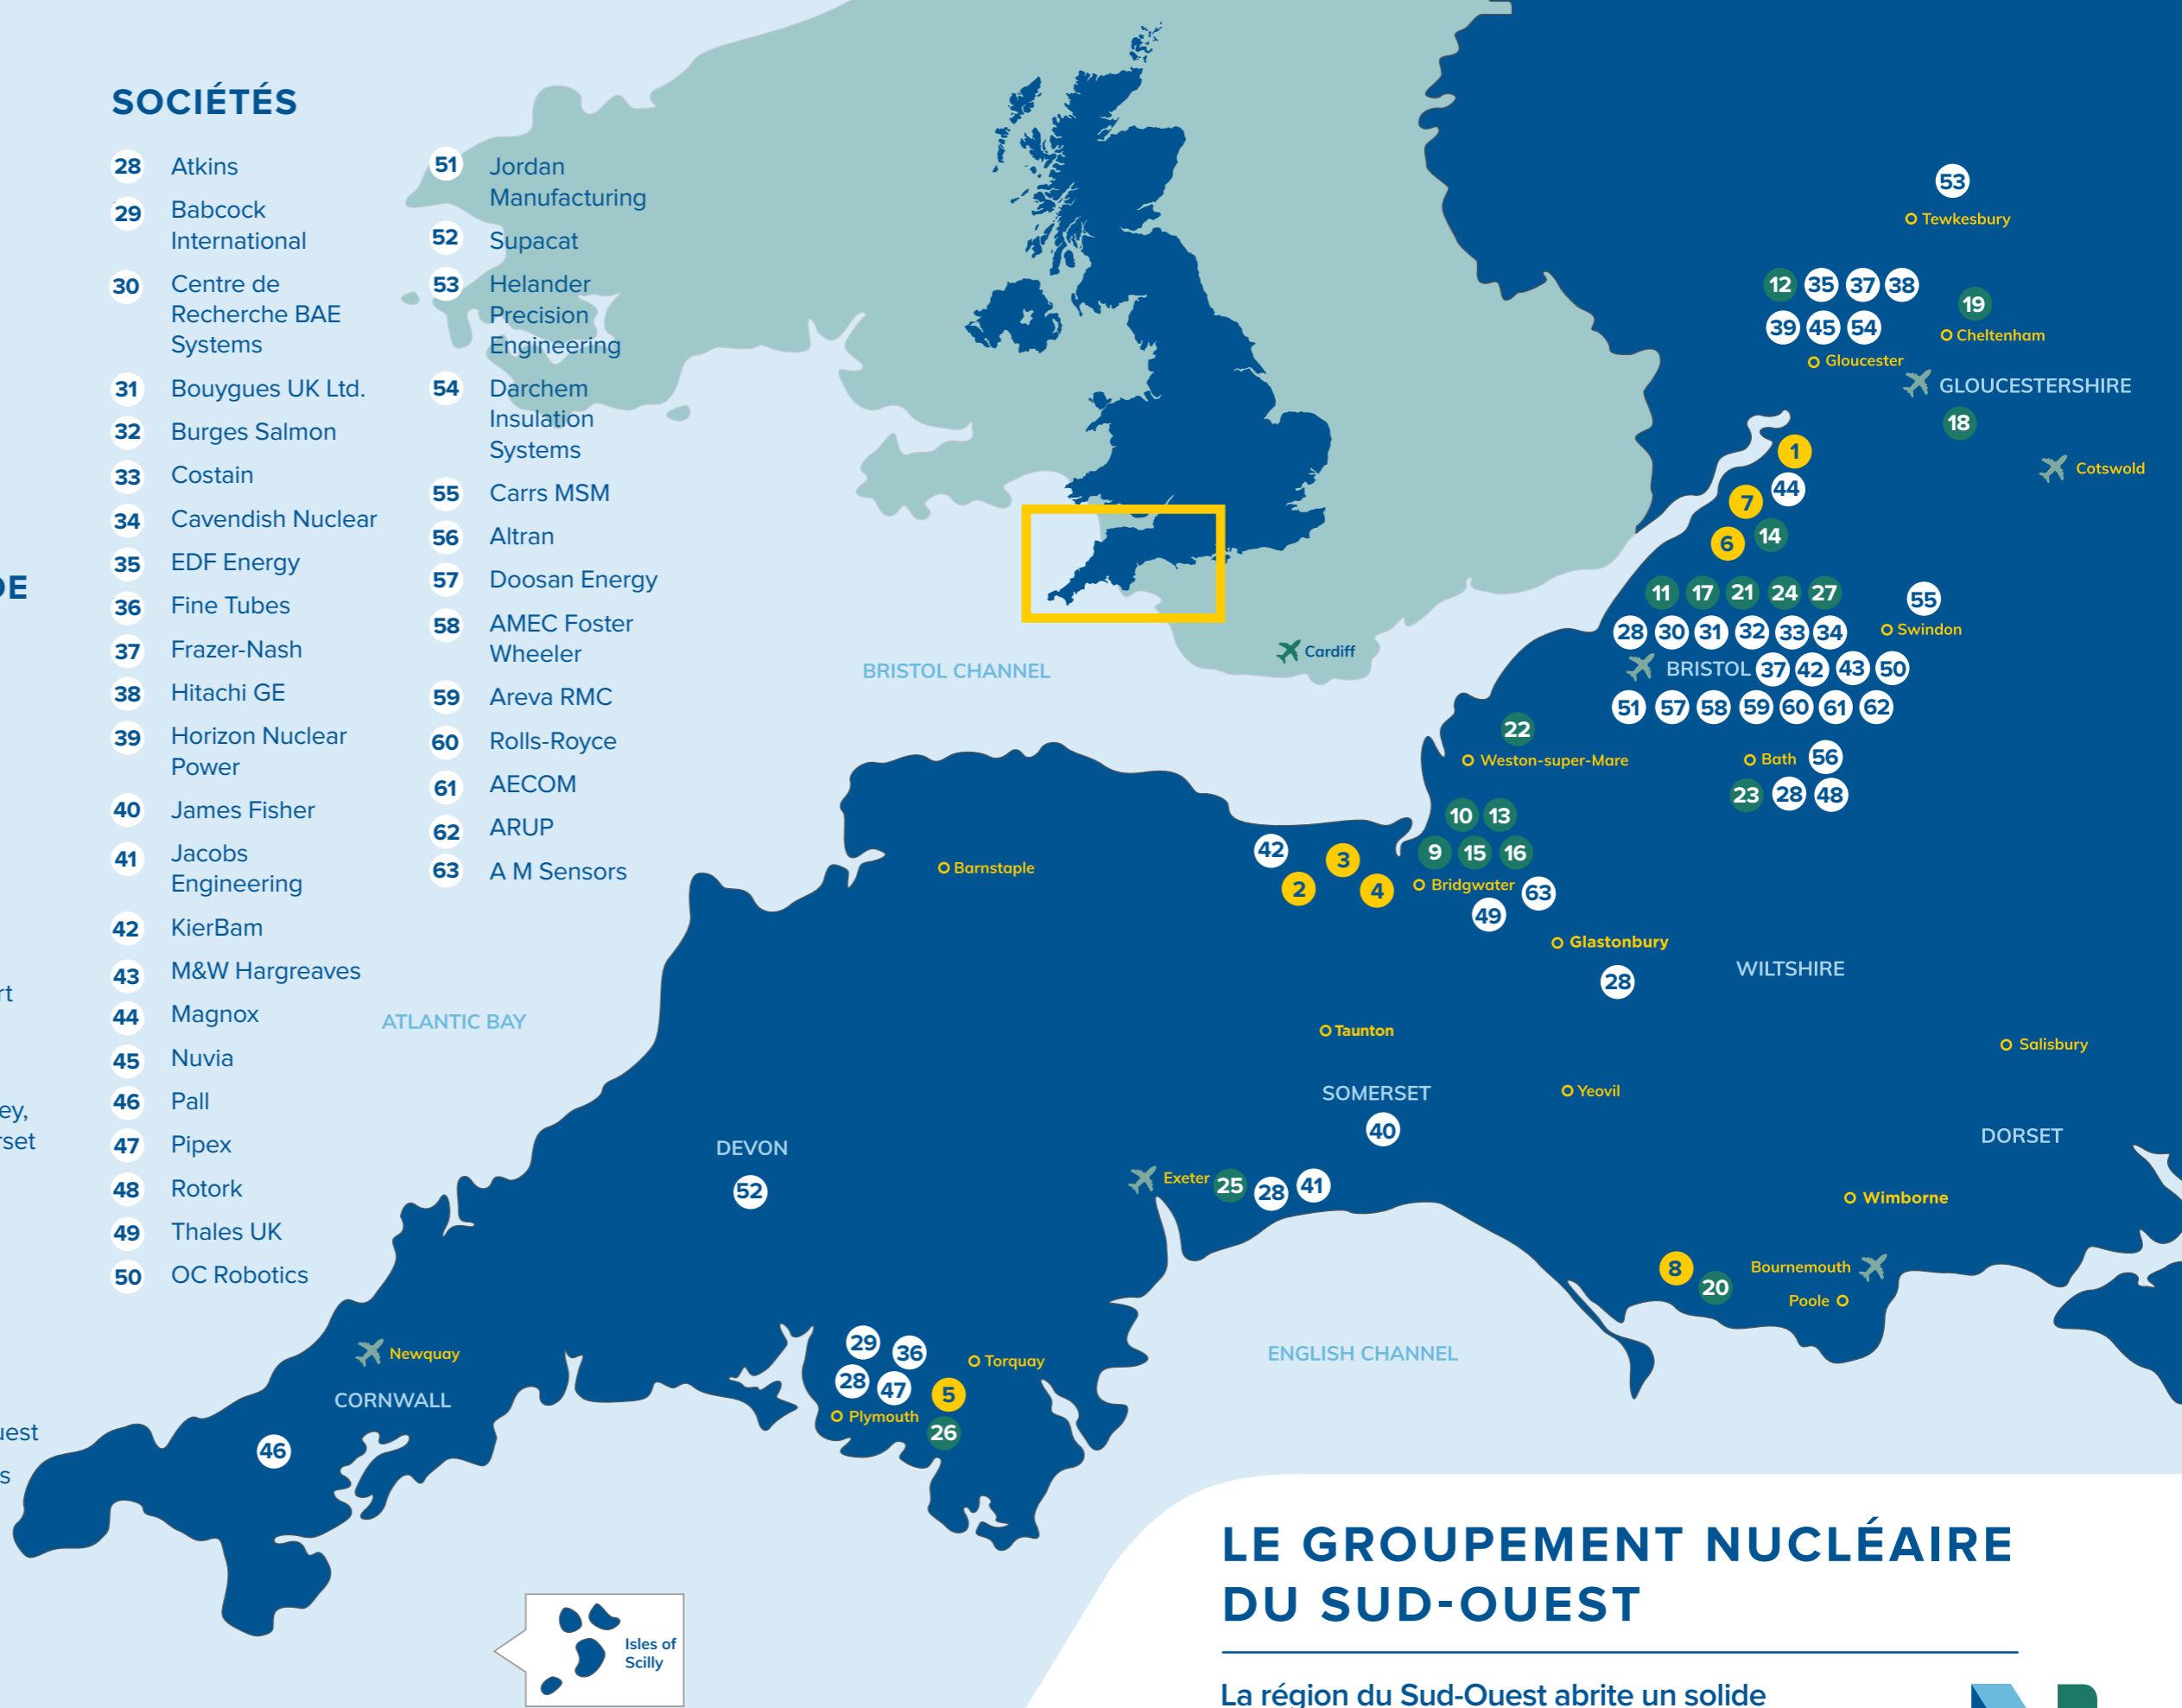 SOCIÉTÉS
28 Atkins
29 Babcock
International
30 Centre de
Recherche BAE
Systems
31 Bouygues UK Ltd.
32 Burges Salmon
33 Costain
34 Cavendish Nuclear
35 EDF Energy
36 Fine Tubes
37 Frazer-Nash
38 Hitachi GE
39 Horizon Nuclear
Power
40 James Fisher
41 Jacobs
Engineering
42 KierBam
43 M&W Hargreaves
44 Magnox
45 Nuvia
46 Pall
47 Pipex
48 Rotork
49 Thales UK
50 OC Robotics
51 Jordan
Manufacturing
52 Supacat
53 Helander
Precision
Engineering
54 Darchem
Insulation
Systems
55 Carrs MSM
56 Altran
57 Doosan Energy
58 AMEC Foster
Wheeler
59 Areva RMC
60 Rolls-Royce
61 AECOM
62 ARUP
63 A M Sensors
DE
rt
ey,
rset
uest
s
53
Tewkesbury
12 35 37 38
19
39 45 54
Cheltenham
Gloucester
GLOUCESTERSHIRE
18
1
Cotswold
44
7
6 14
11 17 21 24 27
55
28 30 31 32 33 34
Swindon
BRISTOL 37 42 43 50
51 57 58 59 60 61 62
Cardiff
BRISTOL CHANNEL
22
Weston-super-Mare
Bath 56
23 28 48
10 13
9 15 16
42 3
2 4
Bridgwater 63
49
Barnstaple
Glastonbury
28
WILTSHIRE
ATLANTIC BAY
Taunton
Salisbury
SOMERSET
40
Yeovil
DORSET
DEVON
52
Exeter 25 28 41
Wimborne
8
20
Bournemouth
Poole
29 36
28 47 5
Torquay
Plymouth
26
ENGLISH CHANNEL
Newquay
CORNWALL
46
Isles of
Scilly
LE GROUPEMENT NUCLÉAIRE
DU SUD-OUEST
La région du Sud-Ouest abrite un solide